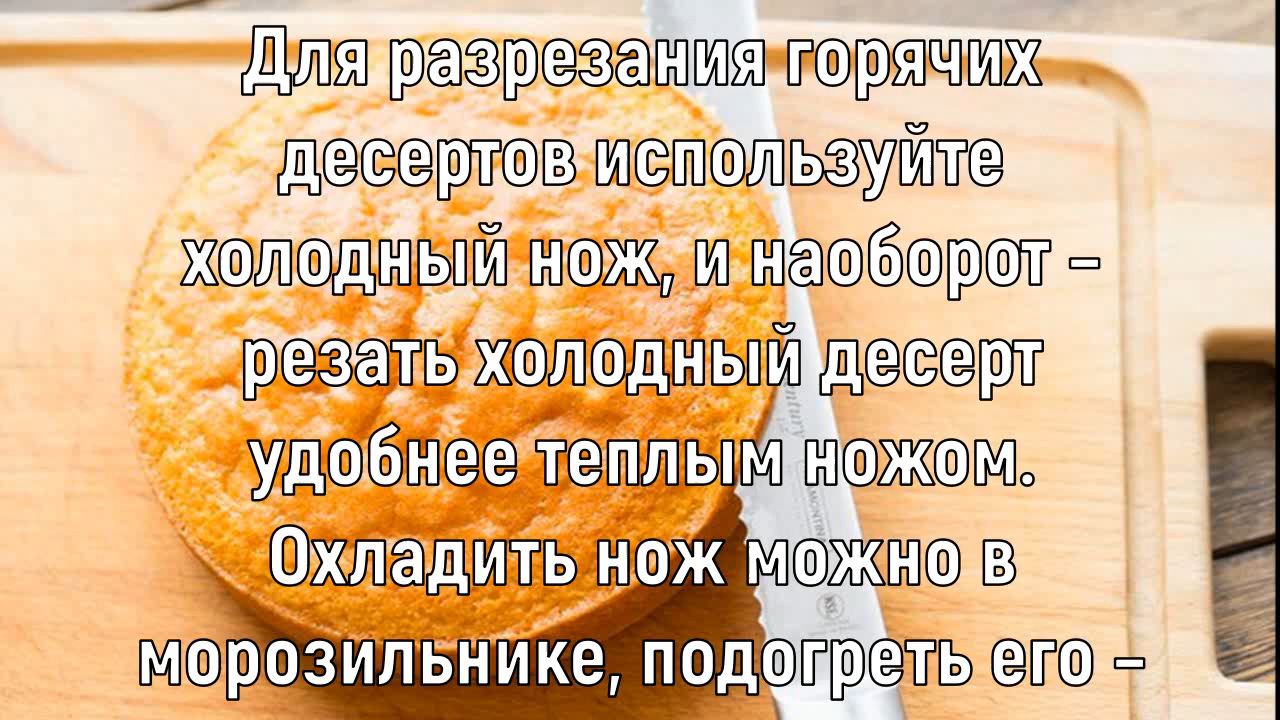 Для разрезания горячих
десертов используйте
холодный нож, и наоборот –
резать холодный десерт
удобнее теплым ножом.
Охладить нож можно в
морозильнике, подогреть его –
NSF